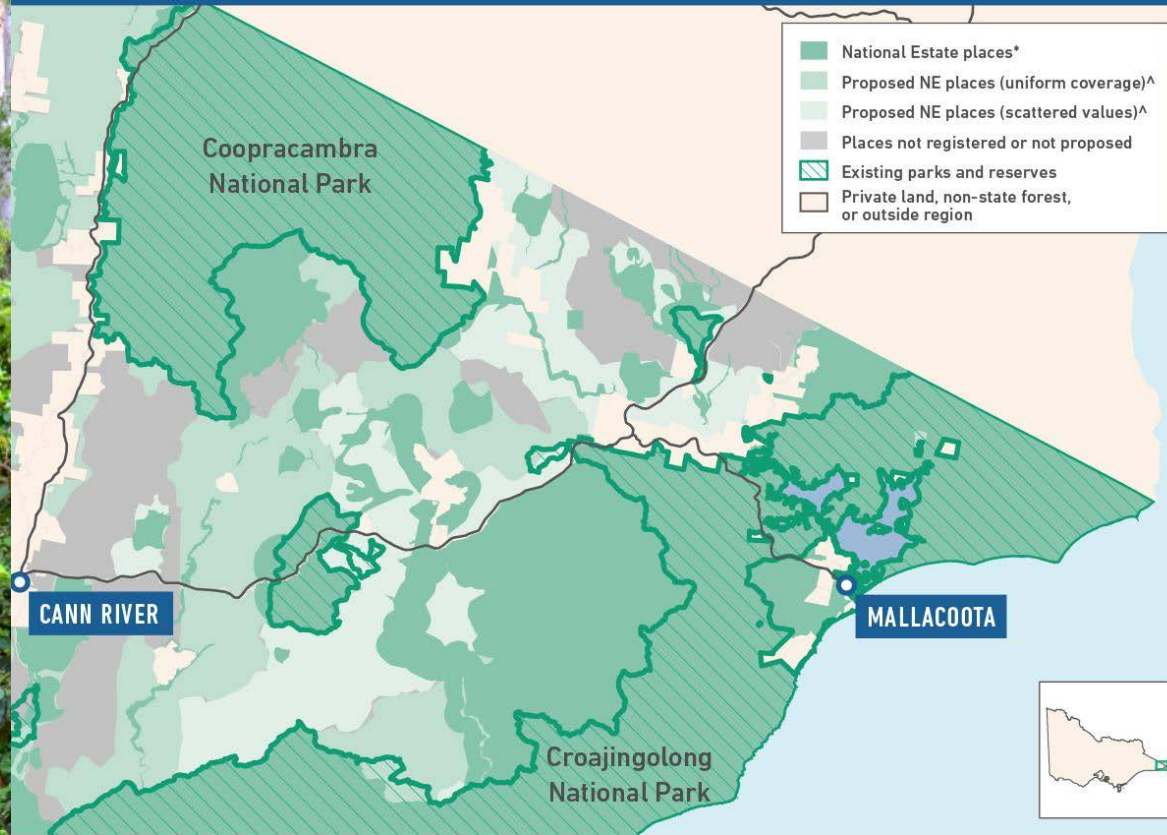 National Estate places*
Proposed NE places (uniform coverage)^
Proposed NE places (scattered values)^
Places not registered or not proposed
Existing parks and reserves
Private land, non-state forest,
or outside region
Coopracambra
National Park
CANN RIVER
MALLACOOTA
Croajingolong
National Park